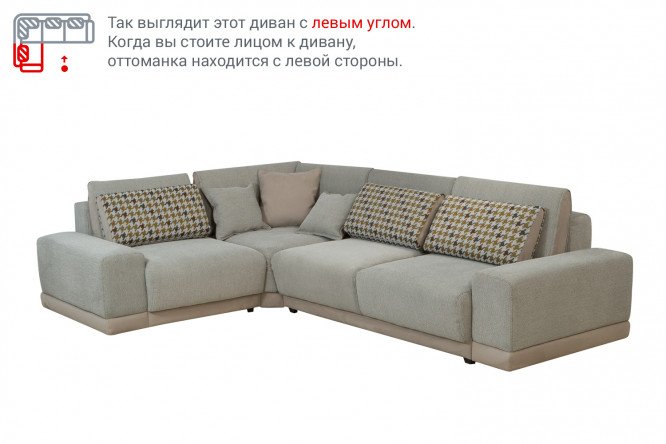 Так выглядит этот диван с левым углом.
Когда вы стоите лицом к дивану,
оттоманка находится с левой стороны.